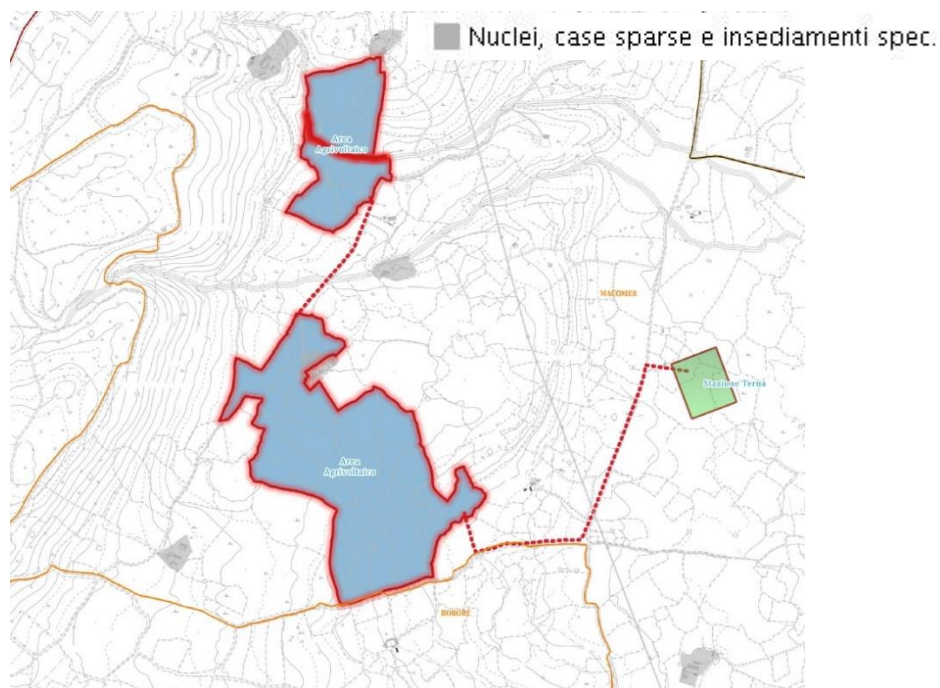 Nuclei, case sparse e insediamenti spec.
Area
Agrivoltaico
MACOMER
Stazione Terna
Area
Agrivoltaico
BORORE